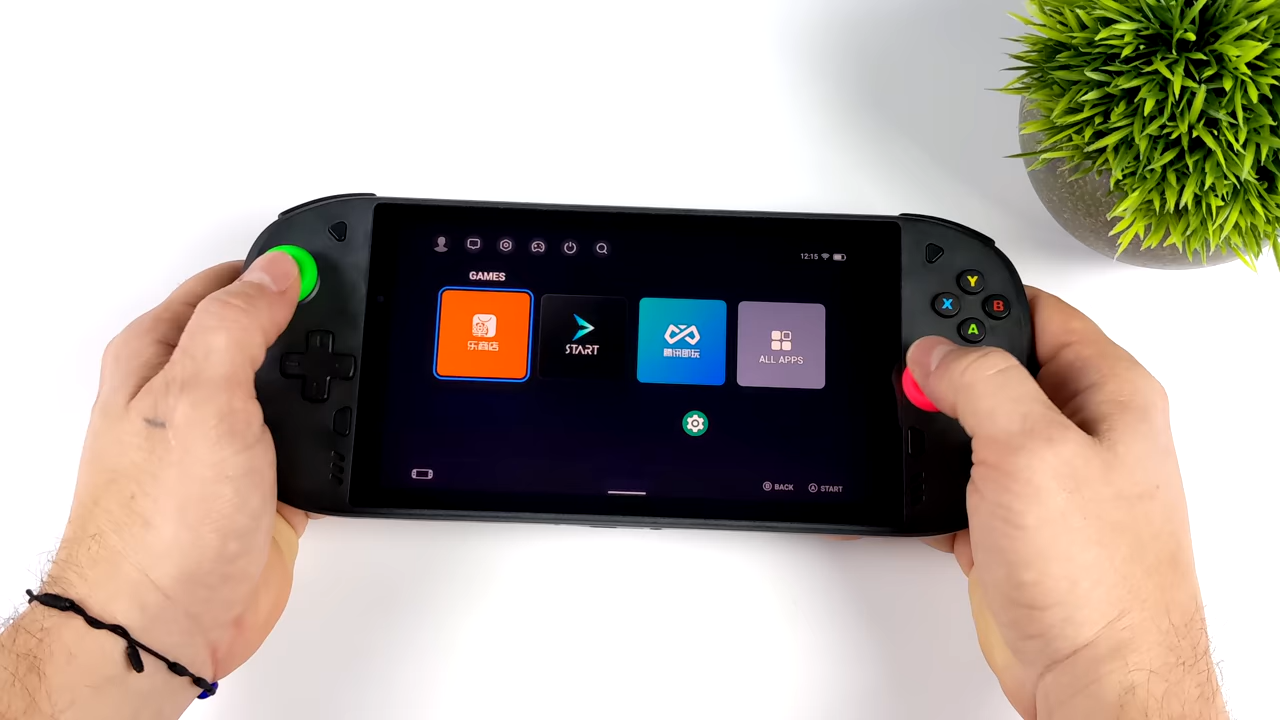 12:15
GAMES
乐商店
START
腾讯即玩
ALL APPS
Y
X
B
A
B BACK
A START